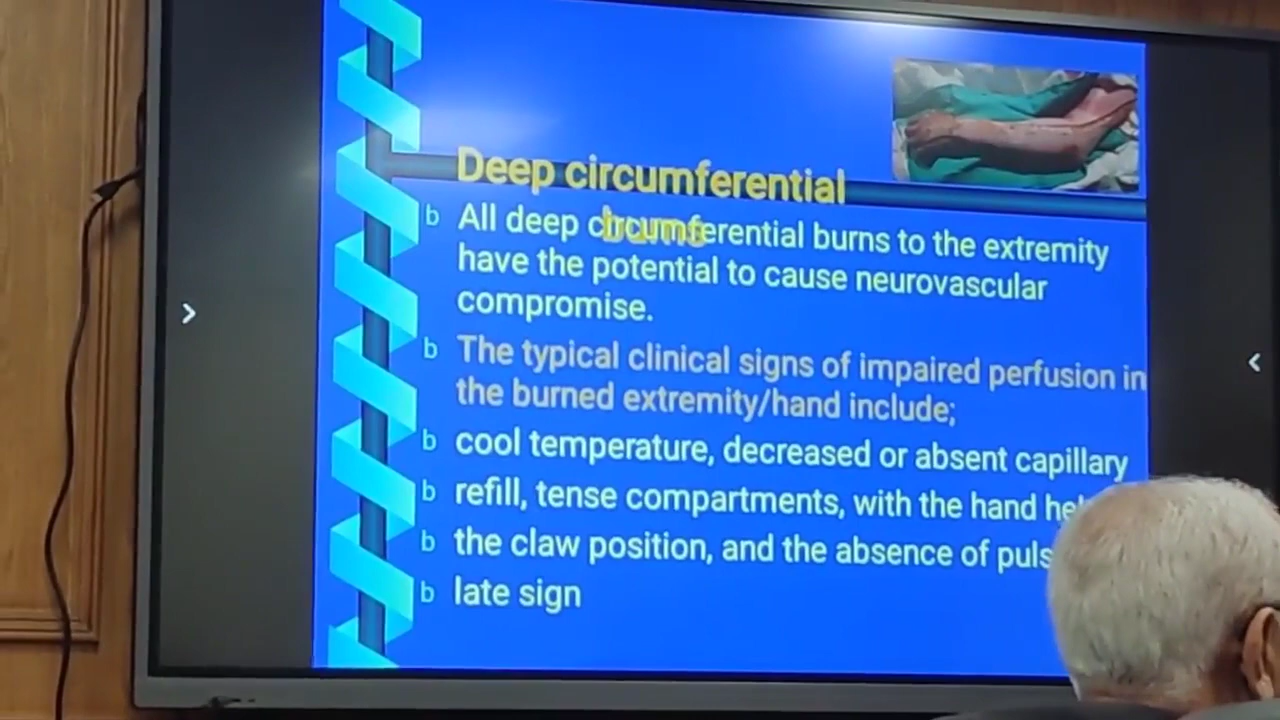 Deep circumferential
burns
b All deep circumferential burns to the extremity
have the potential to cause neurovascular
compromise.
b The typical clinical signs of impaired perfusion in
the burned extremity/hand include;
b cool temperature, decreased or absent capillary
b refill, tense compartments, with the hand
b the claw position, and the absence of
b late sign